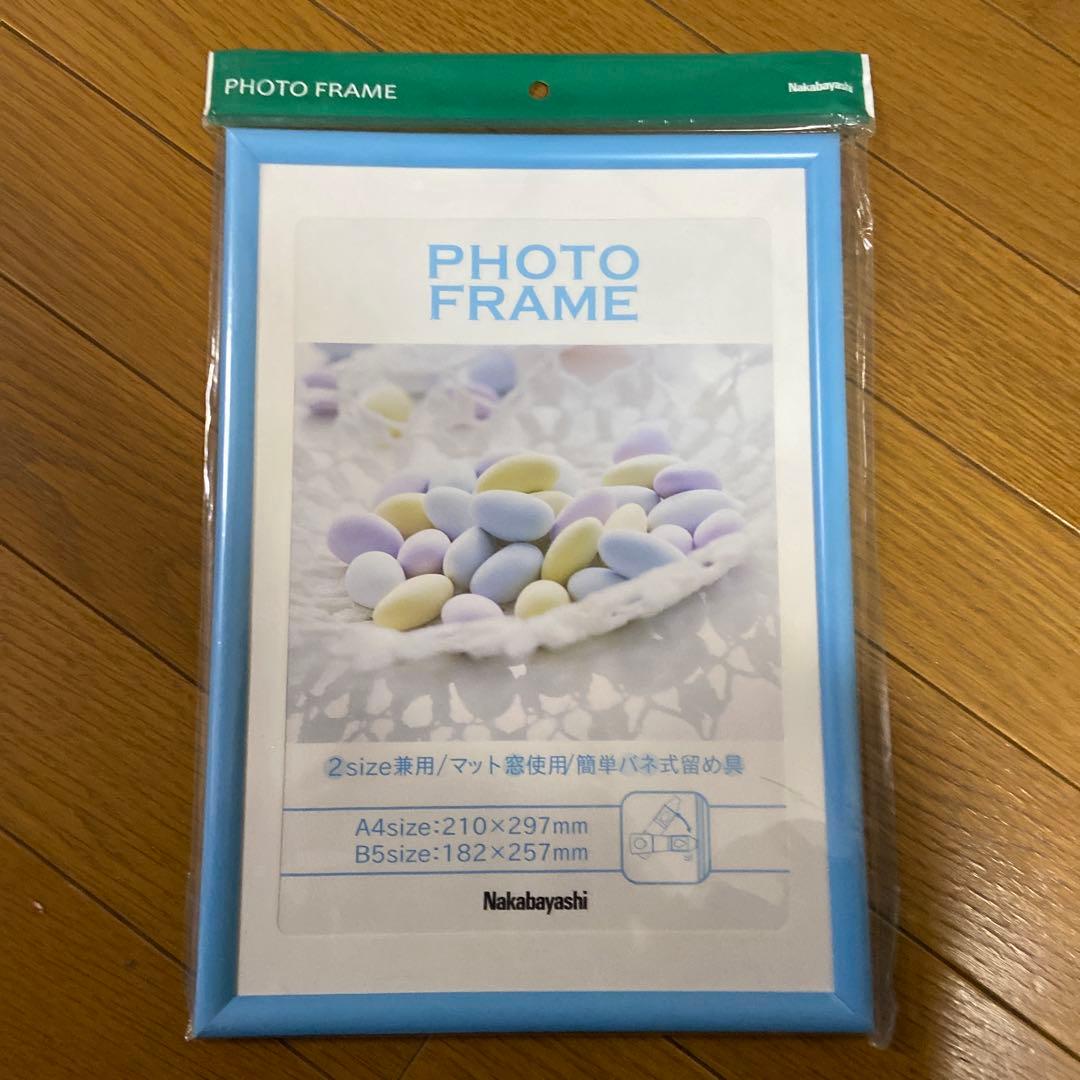 PHOTO FRAME
Nakabayashi
PHOTO
FRAME
2size兼用/マット窓使用/簡単バネ式留め具
A4size:210×297mm
B5size:182×257mm
Nakabayashi